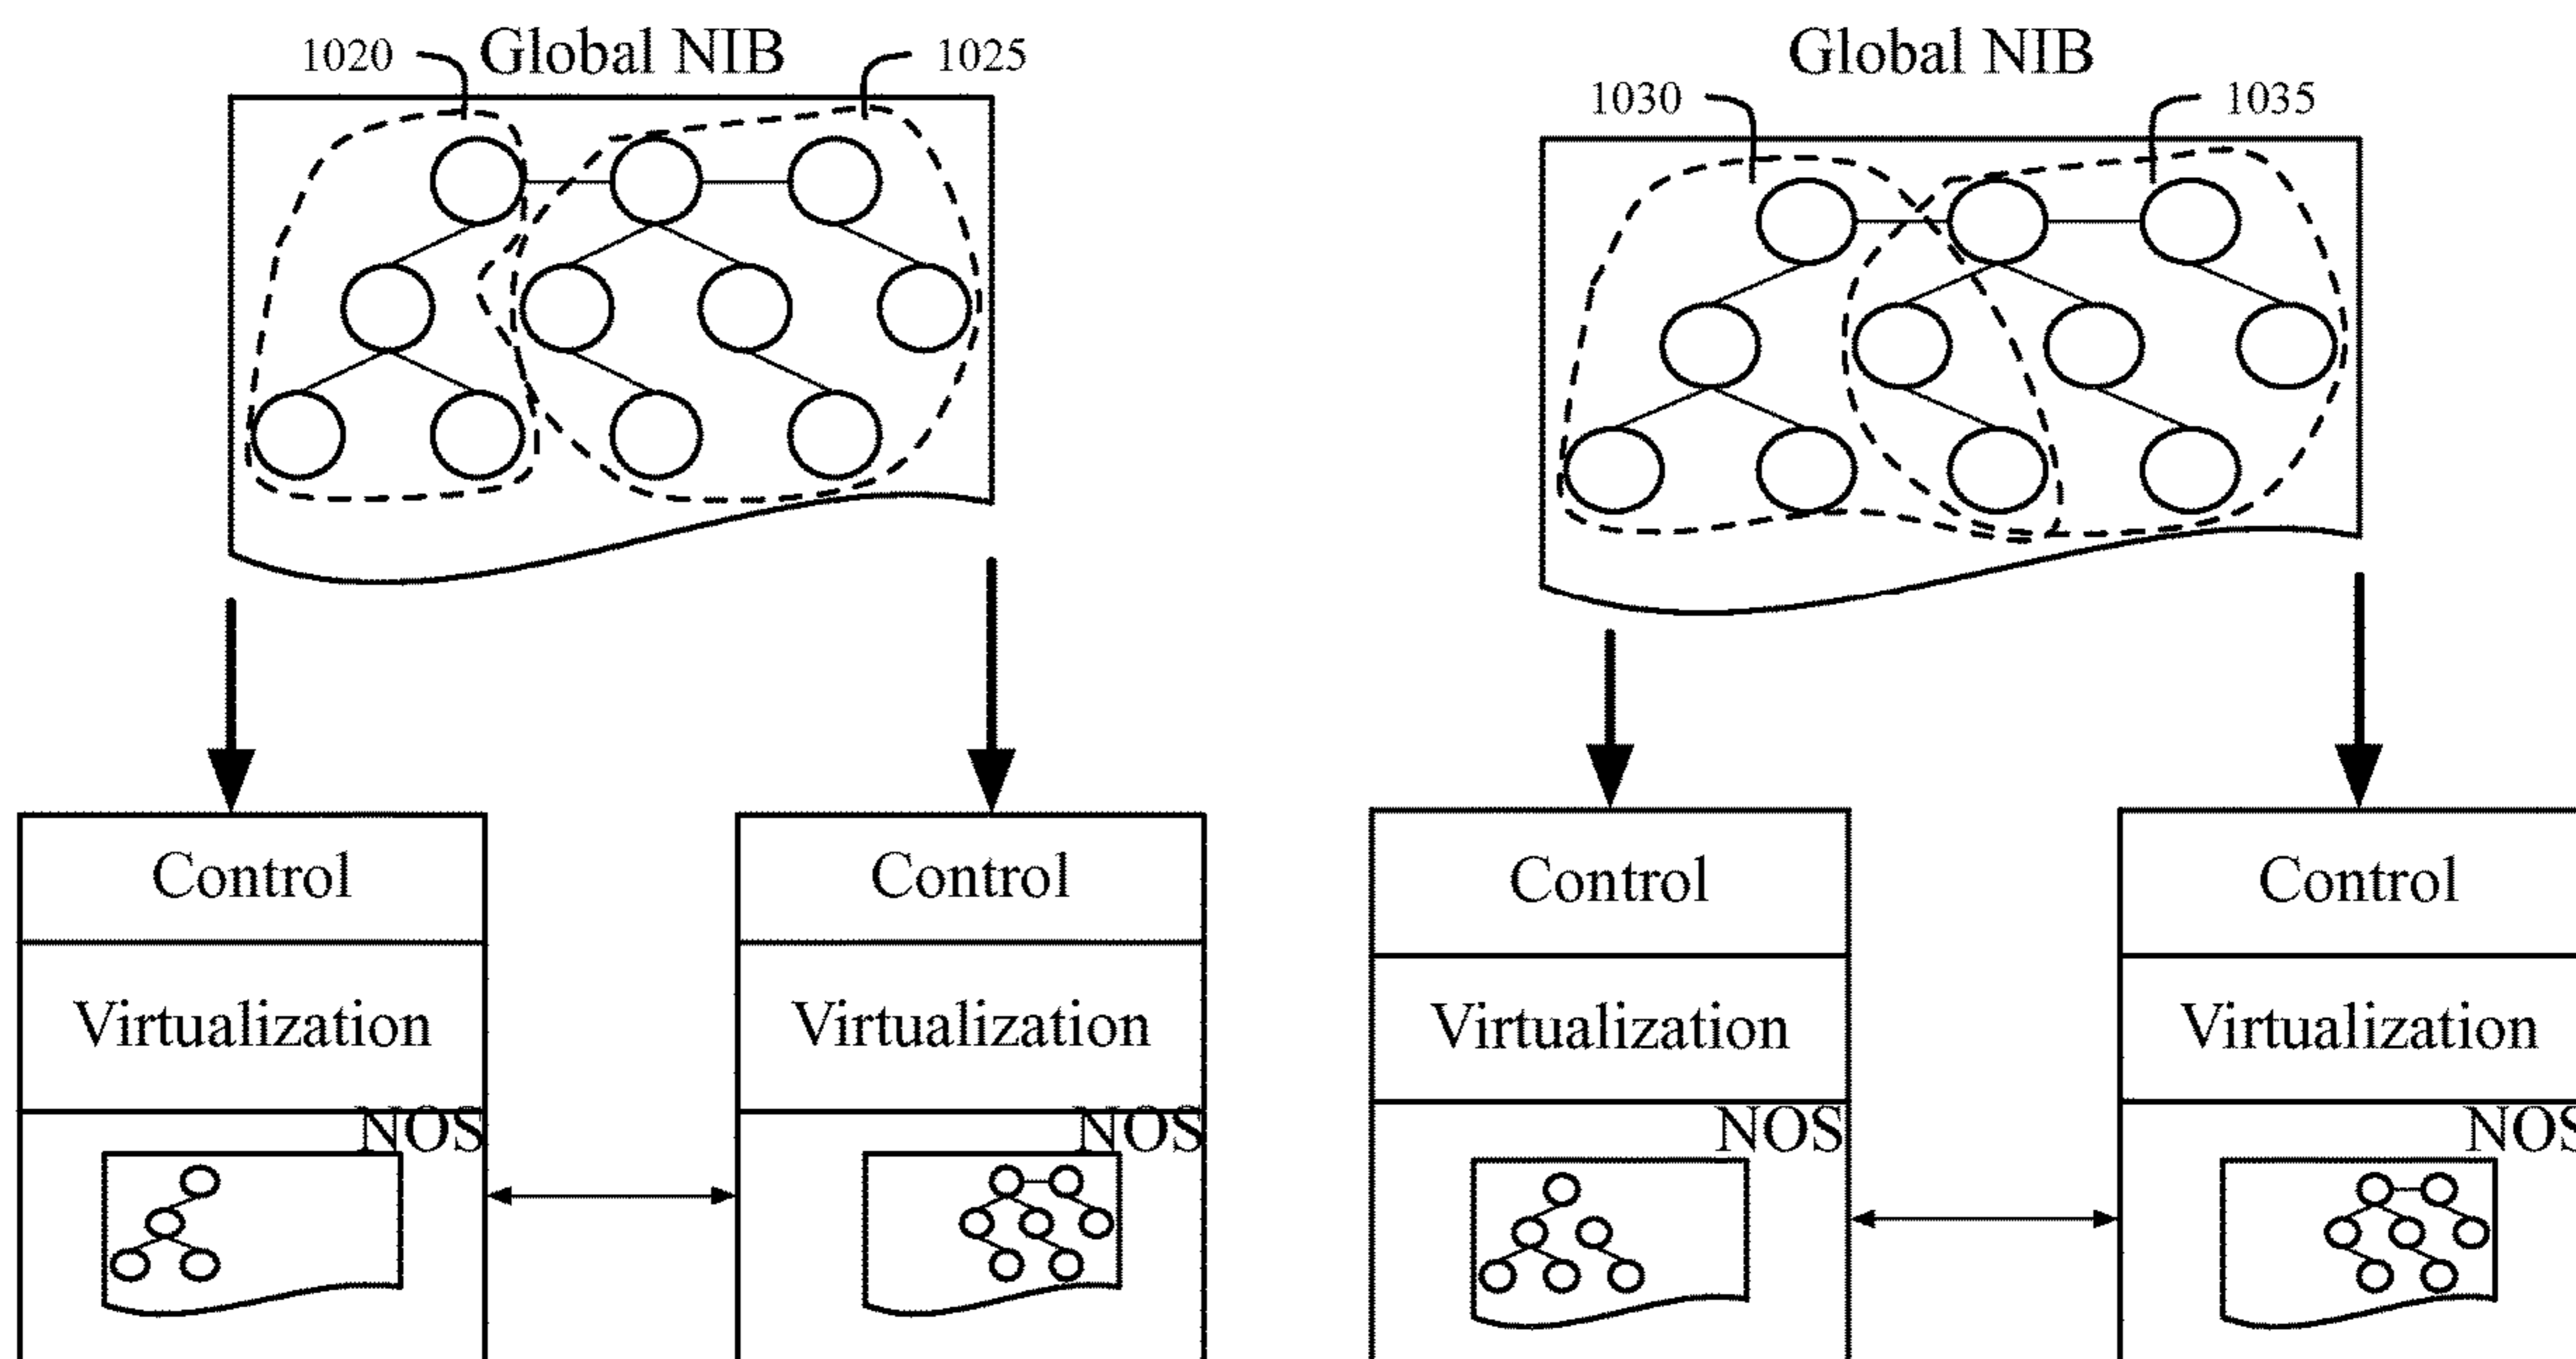 1020 Global NIB 1025
Global NIB
1030 1035
Control
Control
Control
Control
Virtualization
Virtualization
Virtualization
Virtualization
NOS
NOS
NOS
NOS